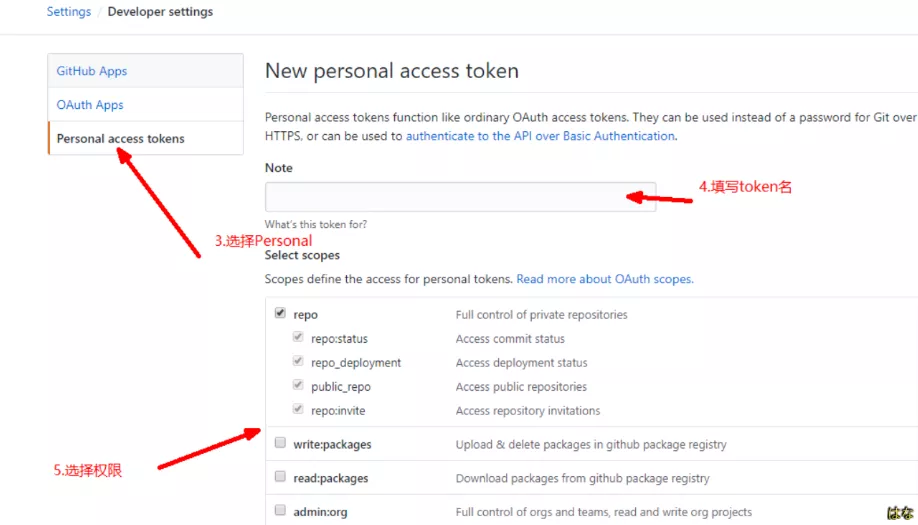 Settings / Developer settings
GitHub Apps
OAuth Apps
Personal access tokens
New personal access token
Personal access tokens function like ordinary OAuth access tokens. They can be used instead of a password for Git over
HTTPS, or can be used to authenticate to the API over Basic Authentication.
Note
4.填写token名
What's this token for?
3.选择Personal
Select scopes
Scopes define the access for personal tokens. Read more about OAuth scopes.
repo Full control of private repositories
repo:status Access commit status
repo_deployment Access deployment status
public_repo Access public repositories
repo:invite Access repository invitations
write:packages Upload & delete packages in github package registry
5.选择权限
read:packages Download packages from github package registry
admin:org Full control of orgs and teams, read and write org projects
はな